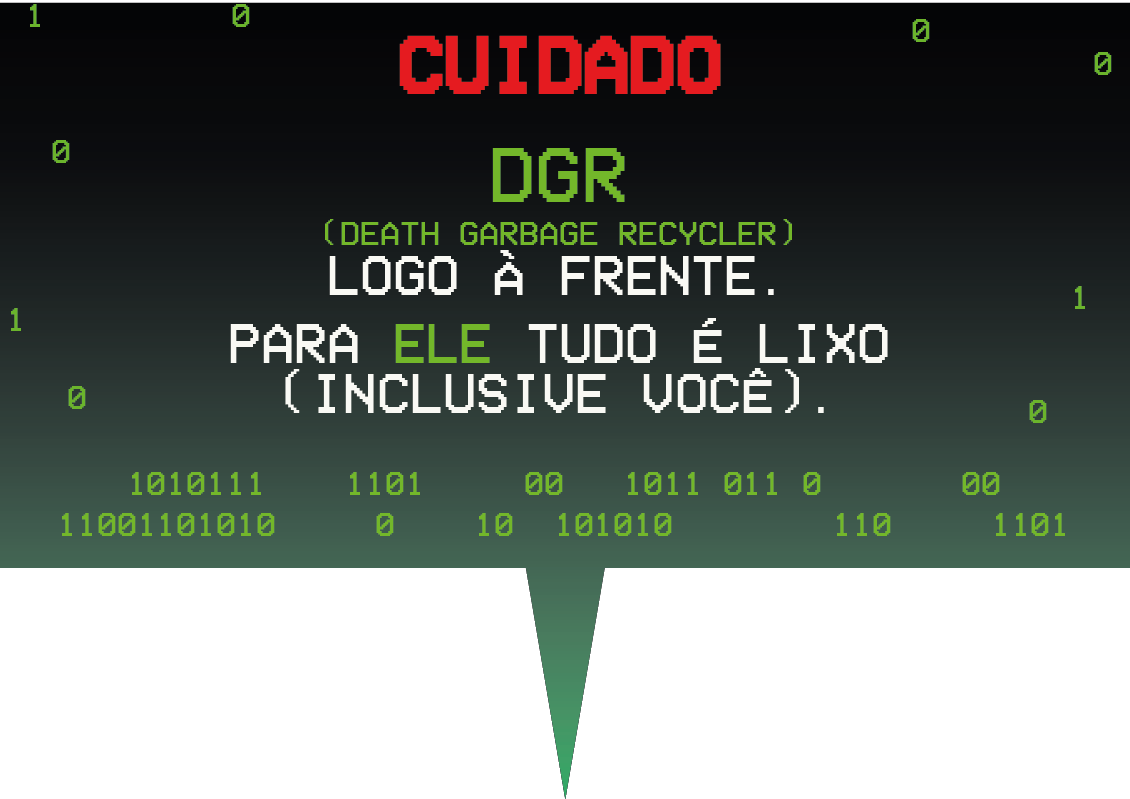 1 0 0
CUIDADO
0
0
DGR
(DEATH GARBAGE RECYCLER)
LOGO À FRENTE.
1
1
PARA ELE TUDO É LIXO
(INCLUSIVE VOCÊ).
0 0
1010111 1101 00 1011 011 0 00
11001101010 0 10 101010 110 1101